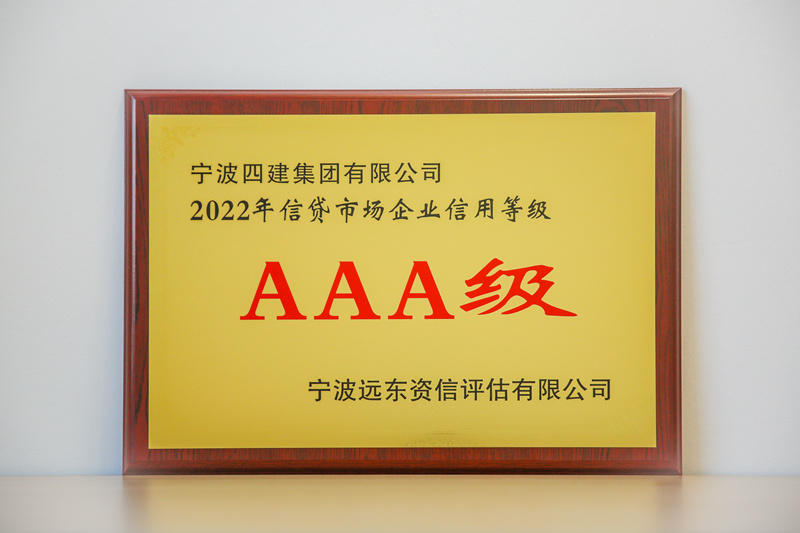 宁波四建集团有限公司
2022年信贷市场企业信用等级
AAA级
宁波远东资信评估有限公司